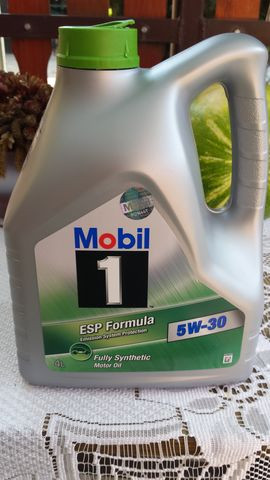 Mobil
1
ESP Formula
Emission System Protection
5W-30
Fully Synthetic
Motor Oil
4L